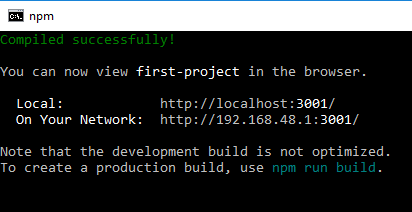 npm
Compiled successfully!
You can now view first-project in the browser.
Local: http://localhost:3001/
On Your Network: http://192.168.48.1:3001/
Note that the development build is not optimized.
To create a production build, use npm run build.